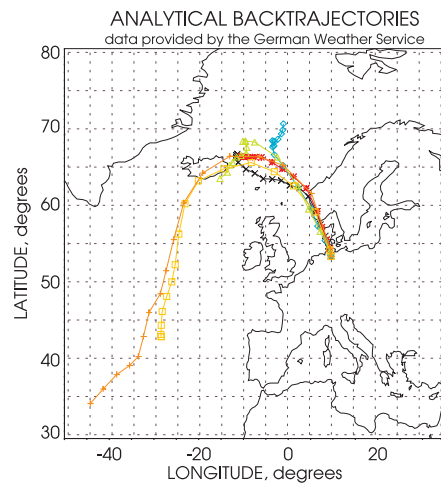 ANALYTICAL BACKTRAJECTORIES
data provided by the German Weather Service
80
70
60
50
40
30
LATITUDE, degrees
-40 -20 0 20
LONGITUDE, degrees